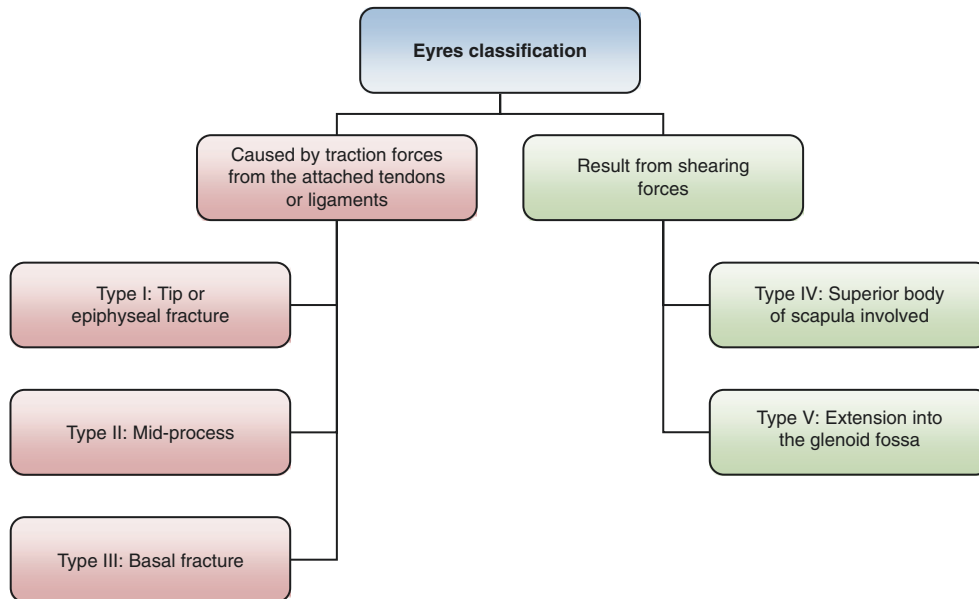 Eyres classification
Caused by traction forces
from the attached tendons
or ligaments
Result from shearing
forces
Type I: Tip or
epiphyseal fracture
Type IV: Superior body
of scapula involved
Type II: Mid-process
Type V: Extension into
the glenoid fossa
Type III: Basal fracture